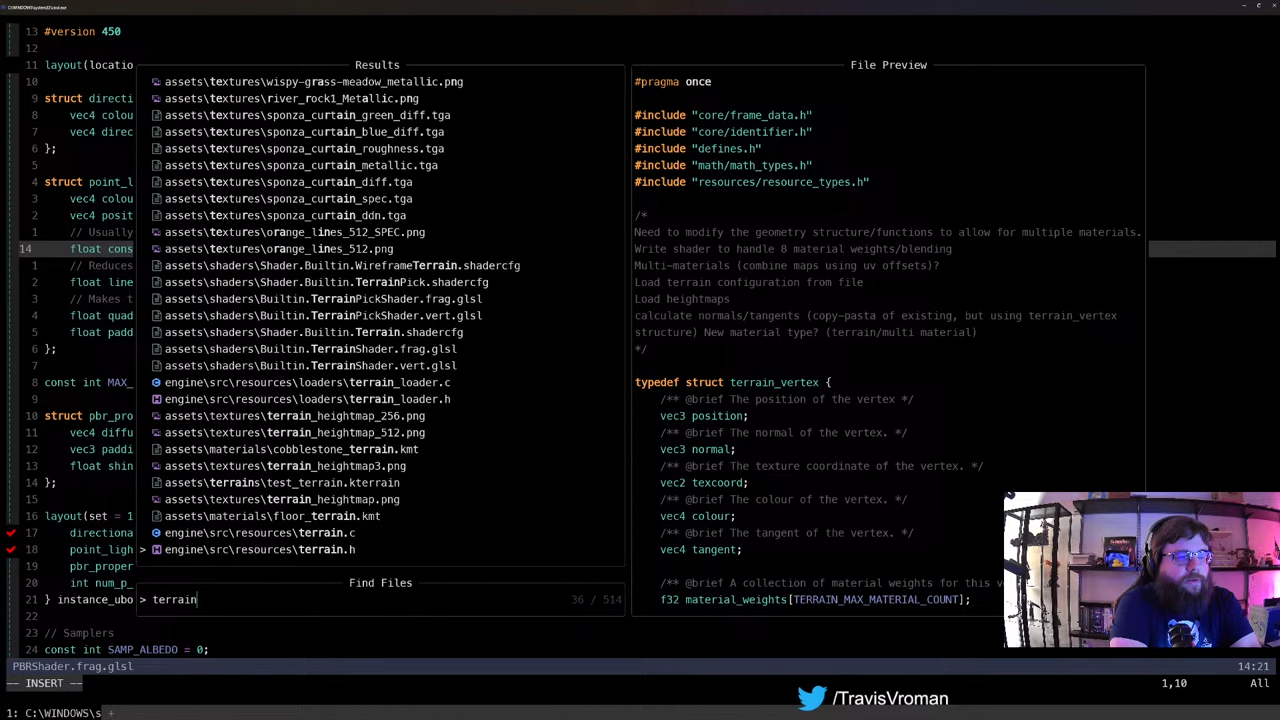 C:\WINDOWS\system32\cmd.exe
13 #version 450
12
11 layout(locatio
10
9 struct directi
8 vec4 colou
7 vec4 direc
6 };
5
4 struct point_l
3 vec4 colou
2 vec4 posit
1 // Usually
14 float cons
1 // Reduces
2 float line
3 // Makes t
4 float quad
5 float padd
6 };
7
8 const int MAX_
9
10 struct pbr_pro
11 vec4 diffu
12 vec3 paddi
13 float shin
14 };
15
16 layout(set = 1
17 directiona
18 point_ligh
19 pbr_proper
20 int num_p_
21 } instance_ubo
22
23 // Samplers
24 const int SAMP_ALBEDO = 0;
Results
assets\textures\wispy-grass-meadow_metallic.png
assets\textures\river_rock1_Metallic.png
assets\textures\sponza_curtain_green_diff.tga
assets\textures\sponza_curtain_blue_diff.tga
assets\textures\sponza_curtain_roughness.tga
assets\textures\sponza_curtain_metallic.tga
assets\textures\sponza_curtain_diff.tga
assets\textures\sponza_curtain_spec.tga
assets\textures\sponza_curtain_ddn.tga
assets\textures\orange_lines_512_SPEC.png
assets\textures\orange_lines_512.png
assets\shaders\Shader.Builtin.WireframeTerrain.shadercfg
assets\shaders\Shader.Builtin.TerrainPick.shadercfg
assets\shaders\Builtin.TerrainPickShader.frag.glsl
assets\shaders\Builtin.TerrainPickShader.vert.glsl
assets\shaders\Shader.Builtin.Terrain.shadercfg
assets\shaders\Builtin.TerrainShader.frag.glsl
assets\shaders\Builtin.TerrainShader.vert.glsl
engine\src\resources\loaders\terrain_loader.c
engine\src\resources\loaders\terrain_loader.h
assets\textures\terrain_heightmap_256.png
assets\textures\terrain_heightmap_512.png
assets\materials\cobblestone_terrain.kmt
assets\textures\terrain_heightmap3.png
assets\terrains\test_terrain.kterrain
assets\textures\terrain_heightmap.png
assets\materials\floor_terrain.kmt
engine\src\resources\terrain.c
> engine\src\resources\terrain.h
Find Files
> terrain 36 / 514
File Preview
#pragma once
#include "core/frame_data.h"
#include "core/identifier.h"
#include "defines.h"
#include "math/math_types.h"
#include "resources/resource_types.h"
/*
Need to modify the geometry structure/functions to allow for multiple materials.
Write shader to handle 8 material weights/blending
Multi-materials (combine maps using uv offsets)?
Load terrain configuration from file
Load heightmaps
calculate normals/tangents (copy-pasta of existing, but using terrain_vertex
structure) New material type? (terrain/multi material)
*/
typedef struct terrain_vertex {
/** @brief The position of the vertex */
vec3 position;
/** @brief The normal of the vertex. */
vec3 normal;
/** @brief The texture coordinate of the vertex. */
vec2 texcoord;
/** @brief The colour of the vertex. */
vec4 colour;
/** @brief The tangent of the vertex. */
vec4 tangent;
/** @brief A collection of material weights for this v
f32 material_weights[TERRAIN_MAX_MATERIAL_COUNT];
PBRShader.frag.glsl 14:21
-- INSERT -- 1,10 All
/TravisVroman
1: C:\WINDOWS\s +